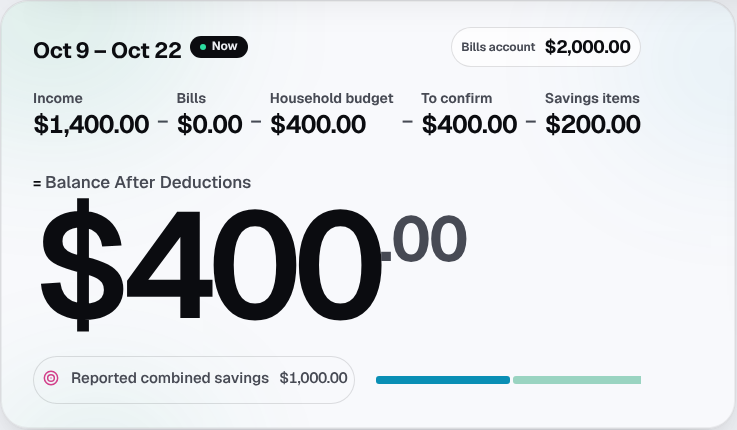 Oct 9 – Oct 22 Now Bills account $2,000.00
Income Bills Household budget To confirm Savings items
$1,400.00 – $0.00 – $400.00 – $400.00 – $200.00
= Balance After Deductions
$400.00
Reported combined savings $1,000.00